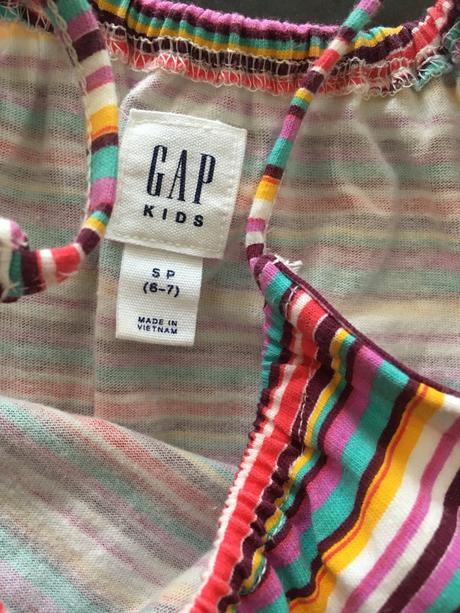 GAP
KIDS
S P
(6-7)
MADE IN
VIETNAM